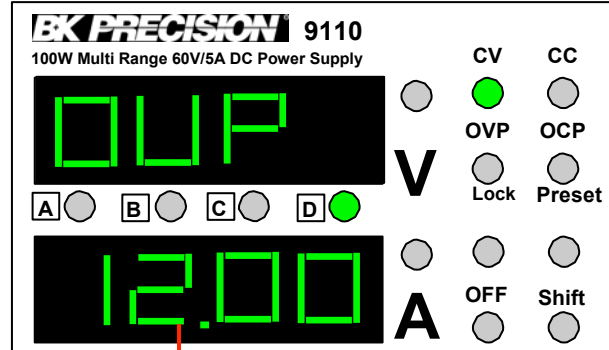 BK PRECISION® 9110
100W Multi Range 60V/5A DC Power Supply
CV CC
OVP
OVP OCP
V
Lock Preset
A B C D
12.00
A
OFF Shift